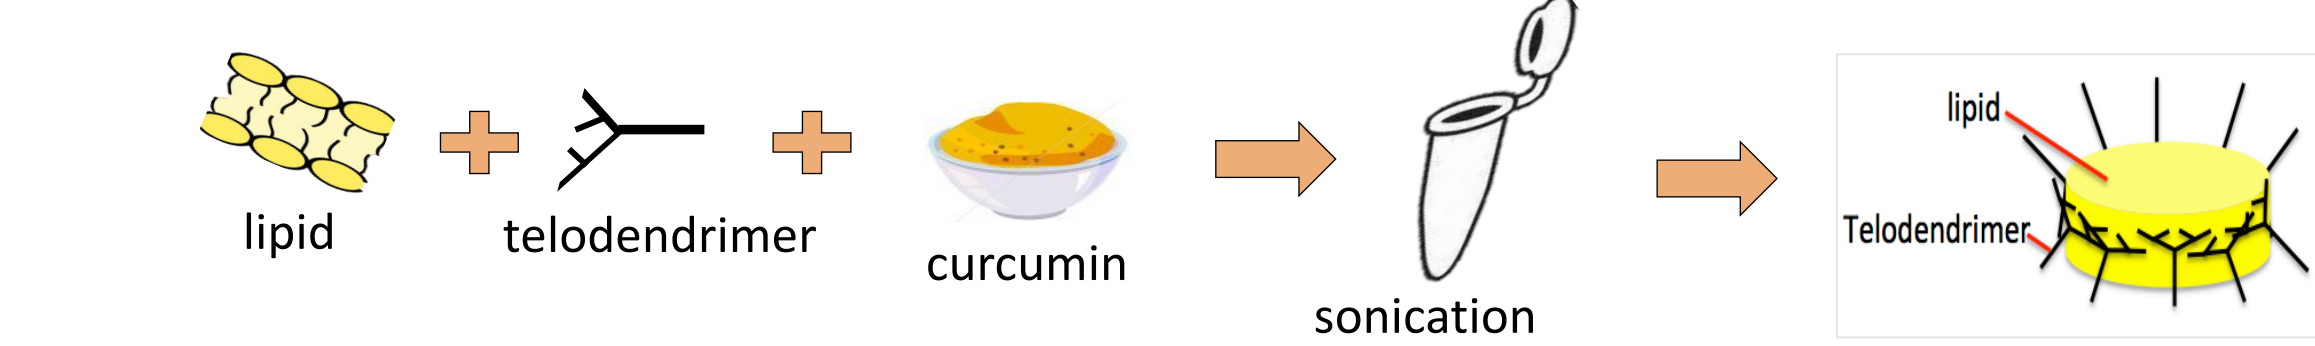 lipid
telodendrimer
curcumin
sonication
lipid
Telodendrimer